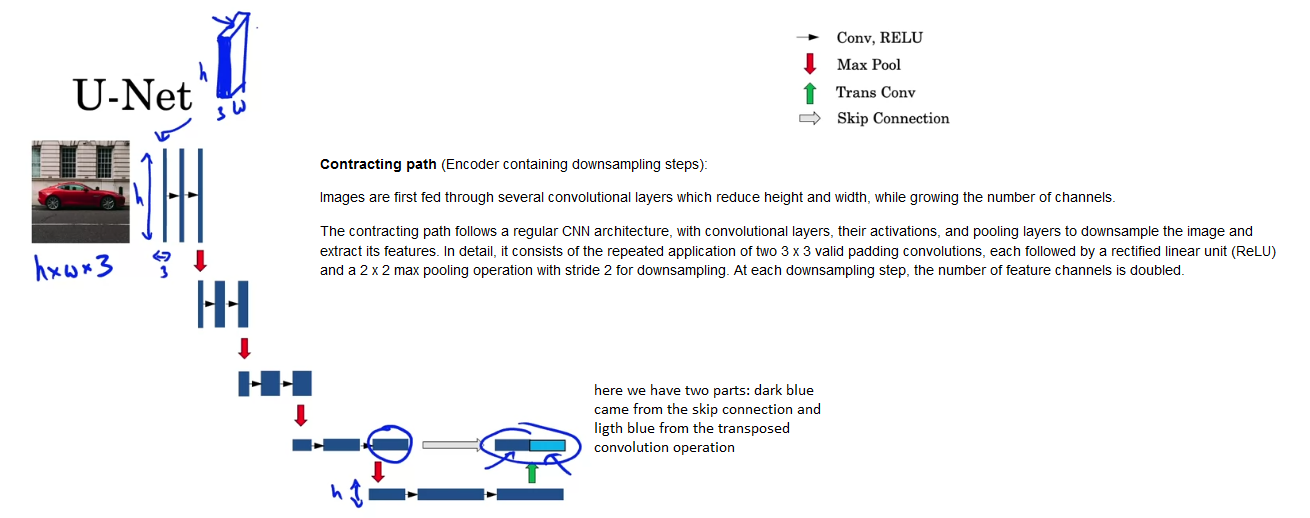 U-Net
h
3 w
h
3
h×w×3
Conv, RELU
Max Pool
Trans Conv
Skip Connection
Contracting path (Encoder containing downsampling steps):
Images are first fed through several convolutional layers which reduce height and width, while growing the number of channels.
The contracting path follows a regular CNN architecture, with convolutional layers, their activations, and pooling layers to downsample the image and
extract its features. In detail, it consists of the repeated application of two 3 x 3 valid padding convolutions, each followed by a rectified linear unit (ReLU)
and a 2 x 2 max pooling operation with stride 2 for downsampling. At each downsampling step, the number of feature channels is doubled.
here we have two parts: dark blue
came from the skip connection and
ligth blue from the transposed
convolution operation
h